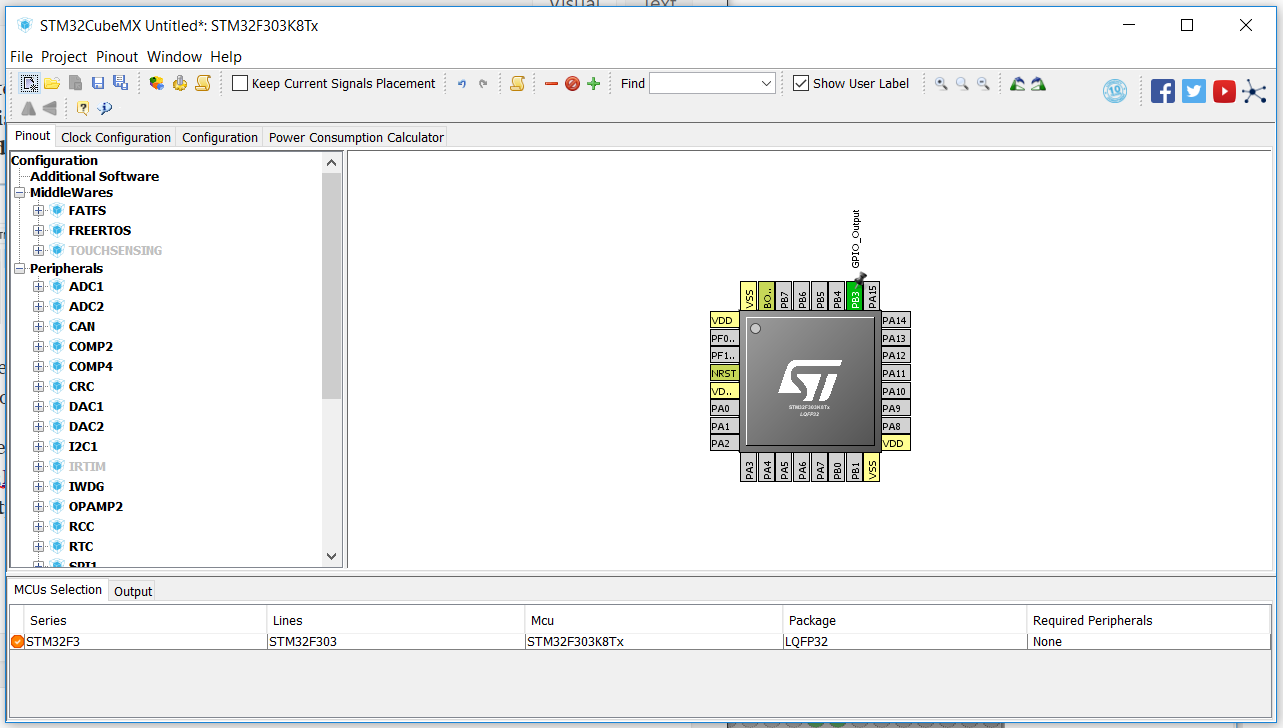 Visual Text
STM32CubeMX Untitled*: STM32F303K8Tx
File Project Pinout Window Help
Keep Current Signals Placement Find Show User Label
Pinout Clock Configuration Configuration Power Consumption Calculator
Configuration
Additional Software
MiddleWares
FATFS
FREERTOS
TOUCHSENSING
Peripherals
ADC1
ADC2
CAN
COMP2
COMP4
CRC
DAC1
DAC2
I2C1
IRTIM
IWDG
OPAMP2
RCC
RTC
SPI1
GPIO_Output
VSS BO.. PB7 PB6 PB5 PB4 PB3 PA15
VDD
PF0..
PF1..
NRST
VD..
PA0
PA1
PA2
ST
STM32F303K8Tx
LQFP32
PA14
PA13
PA12
PA11
PA10
PA9
PA8
VDD
PA3 PA4 PA5 PA6 PA7 PB0 PB1 VSS
MCUs Selection Output
Series Lines Mcu Package Required Peripherals
STM32F3 STM32F303 STM32F303K8Tx LQFP32 None